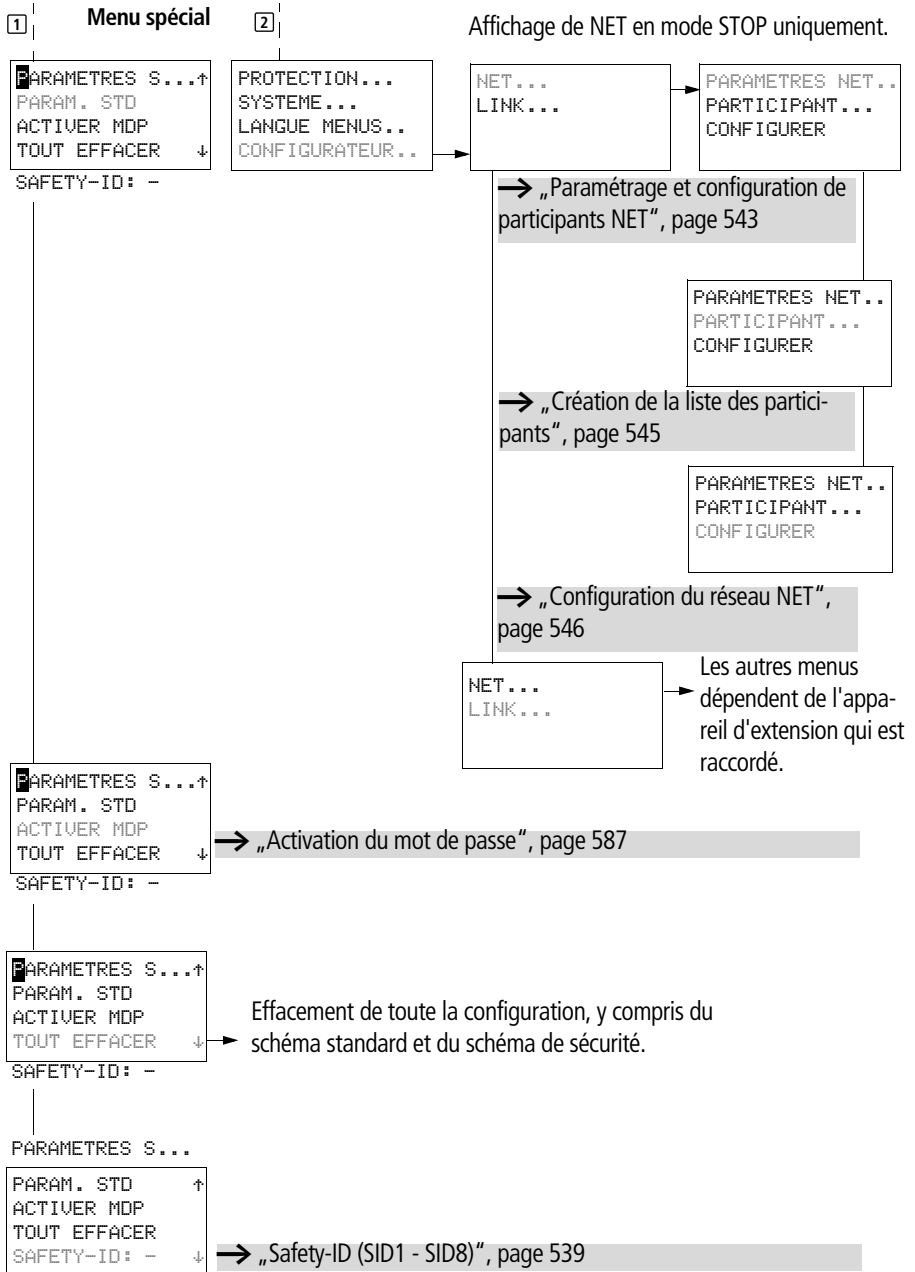 1 Menu spécial 2
Affichage de NET en mode STOP uniquement.
PARAMETRES S...↑
PARAM. STD
ACTIVER MDP
TOUT EFFACER ↓
SAFETY-ID: -
PROTECTION...
SYSTEME...
LANGUE MENUS..
CONFIGURATEUR..
NET...
LINK...
PARAMETRES NET..
PARTICIPANT...
CONFIGURER
→ „Paramétrage et configuration de
participants NET“, page 543
PARAMETRES NET..
PARTICIPANT...
CONFIGURER
→ „Création de la liste des partici-
pants“, page 545
PARAMETRES NET..
PARTICIPANT...
CONFIGURER
→ „Configuration du réseau NET“,
page 546
NET...
LINK...
Les autres menus
dépendent de l'appa-
reil d'extension qui est
raccordé.
PARAMETRES S...↑
PARAM. STD
ACTIVER MDP
TOUT EFFACER ↓
SAFETY-ID: -
→ „Activation du mot de passe“, page 587
PARAMETRES S...↑
PARAM. STD
ACTIVER MDP
TOUT EFFACER ↓
SAFETY-ID: -
Effacement de toute la configuration, y compris du
schéma standard et du schéma de sécurité.
PARAMETRES S...
PARAM. STD ↑
ACTIVER MDP
TOUT EFFACER
SAFETY-ID: - ↓
→ „Safety-ID (SID1 - SID8)“, page 539